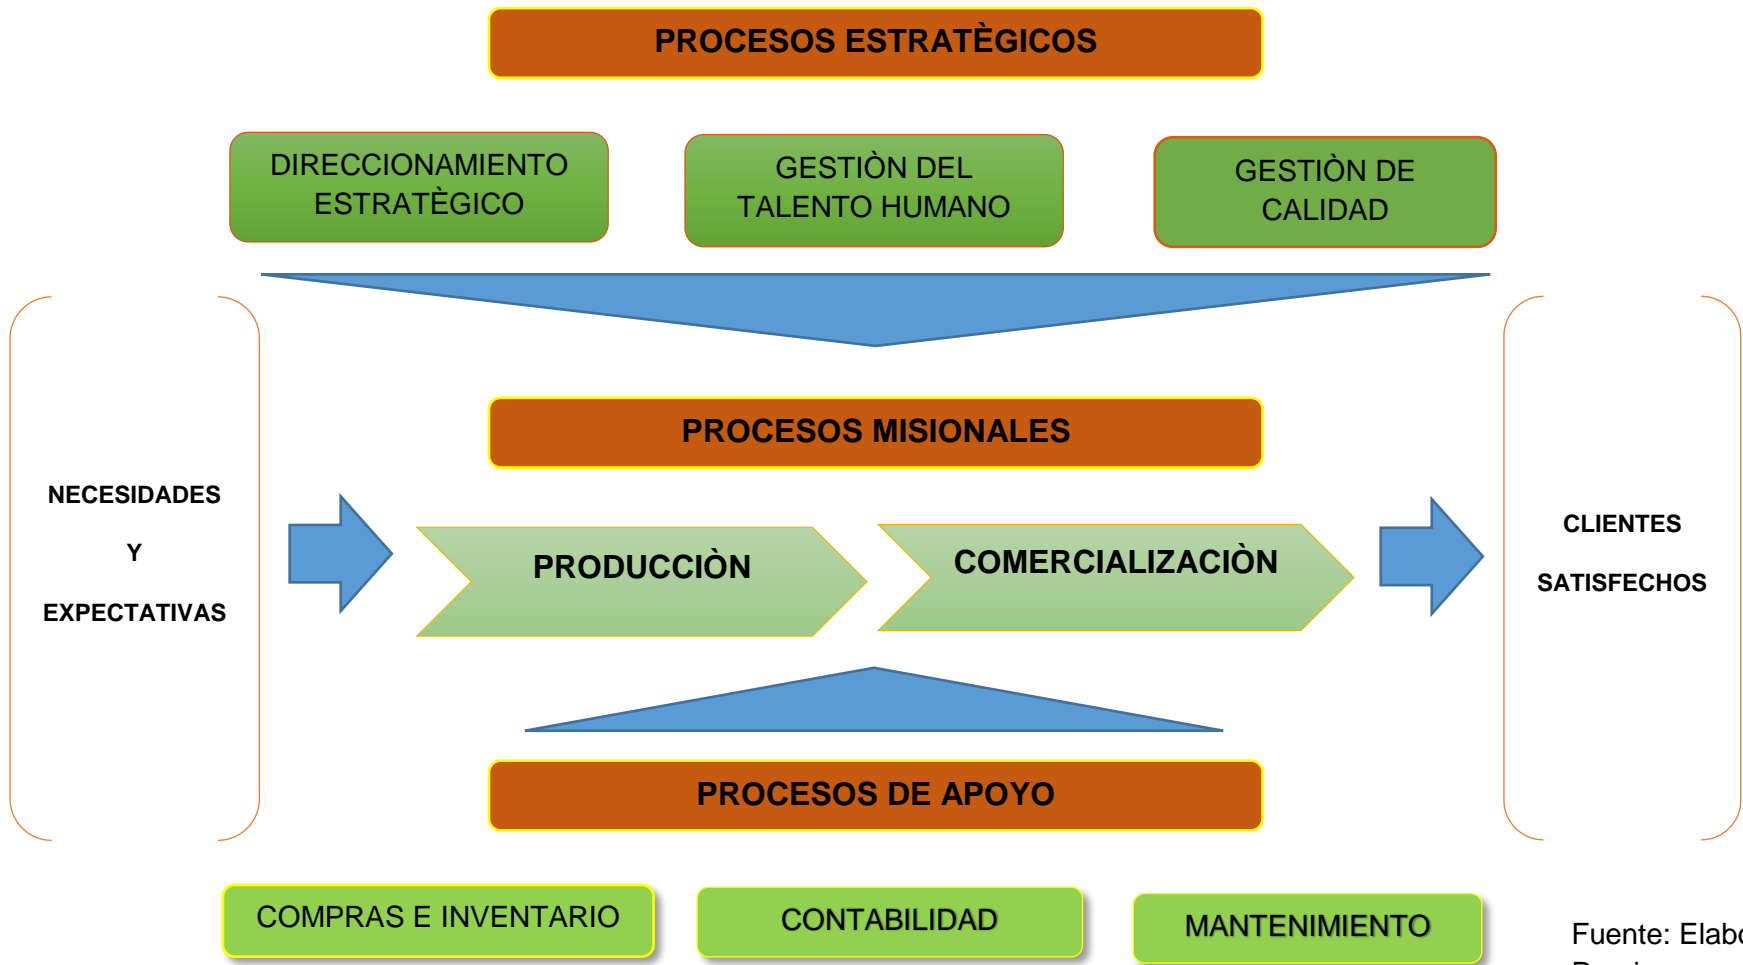 PROCESOS ESTRATÈGICOS
DIRECCIONAMIENTO
ESTRATÈGICO
GESTIÒN DEL
TALENTO HUMANO
GESTIÒN DE
CALIDAD
PROCESOS MISIONALES
NECESIDADES
Y
EXPECTATIVAS
PRODUCCIÒN
COMERCIALIZACIÒN
CLIENTES
SATISFECHOS
PROCESOS DE APOYO
COMPRAS E INVENTARIO
CONTABILIDAD
MANTENIMIENTO
Fuente: Elabo